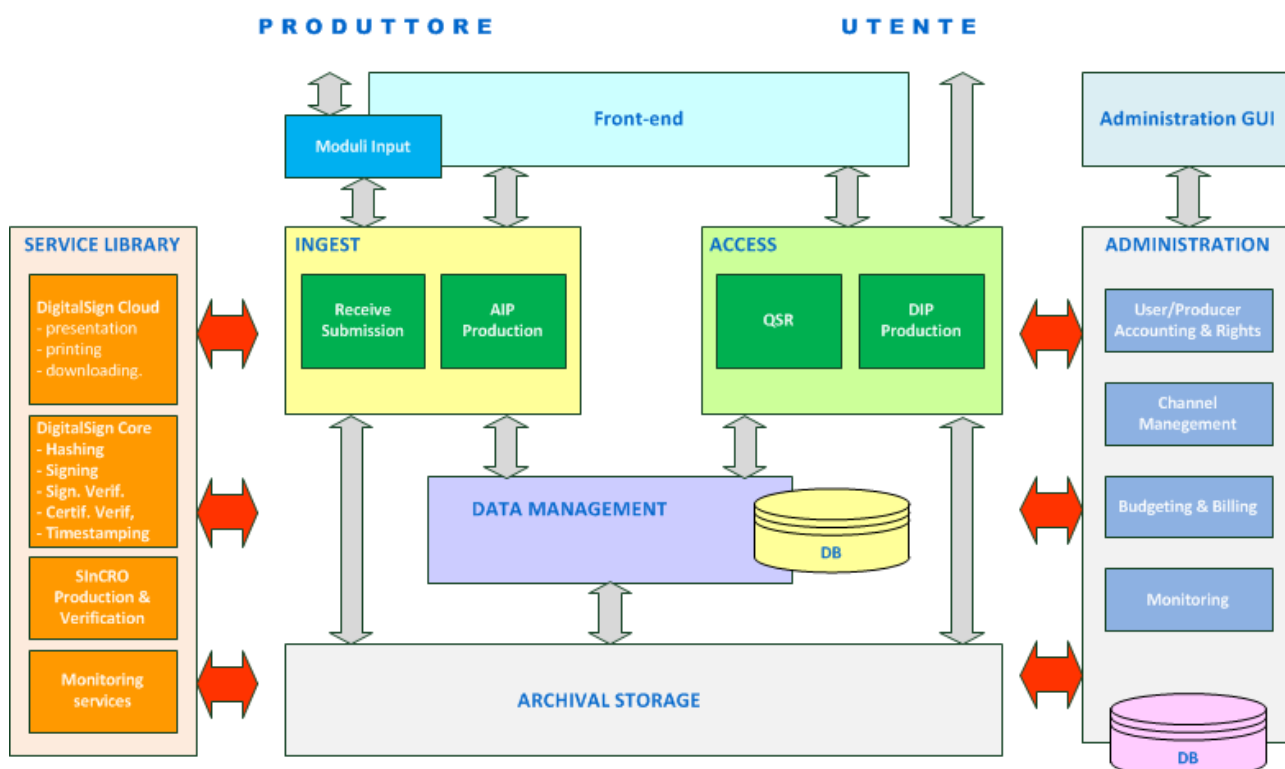 PRODUTTORE
UTENTE
Front-end
Administration GUI
Moduli Input
SERVICE LIBRARY
INGEST
ACCESS
ADMINISTRATION
DigitalSign Cloud
- presentation
- printing
- downloading.
Receive
Submission
AIP
Production
QSR
DIP
Production
User/Producer
Accounting & Rights
Channel
Manegement
DigitalSign Core
- Hashing
- Signing
- Sign. Verif.
- Certif. Verif,
- Timestamping
DATA MANAGEMENT
DB
Budgeting & Billing
SInCRO
Production &
Verification
Monitoring
Monitoring
services
ARCHIVAL STORAGE
DB